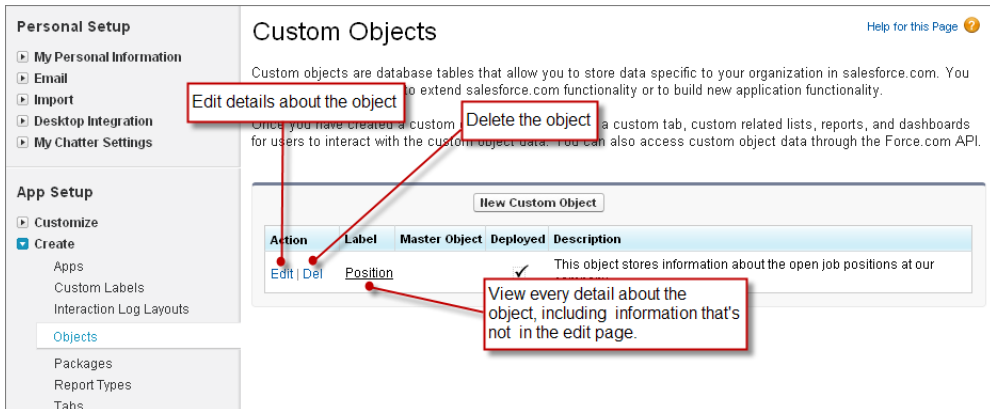 Personal Setup
My Personal Information
Email
Import
Desktop Integration
My Chatter Settings
App Setup
Customize
Create
Apps
Custom Labels
Interaction Log Layouts
Objects
Packages
Report Types
Tabs
Custom Objects
Help for this Page
Custom objects are database tables that allow you to store data specific to your organization in salesforce.com. You
to extend salesforce.com functionality or to build new application functionality.
Once you have created a custom a custom tab, custom related lists, reports, and dashboards
for users to interact with the custom object data. You can also access custom object data through the Force.com API.
Edit details about the object
Delete the object
New Custom Object
Action Label Master Object Deployed Description
Edit | Del Position This object stores information about the open job positions at our
View every detail about the
object, including information that's
not in the edit page.